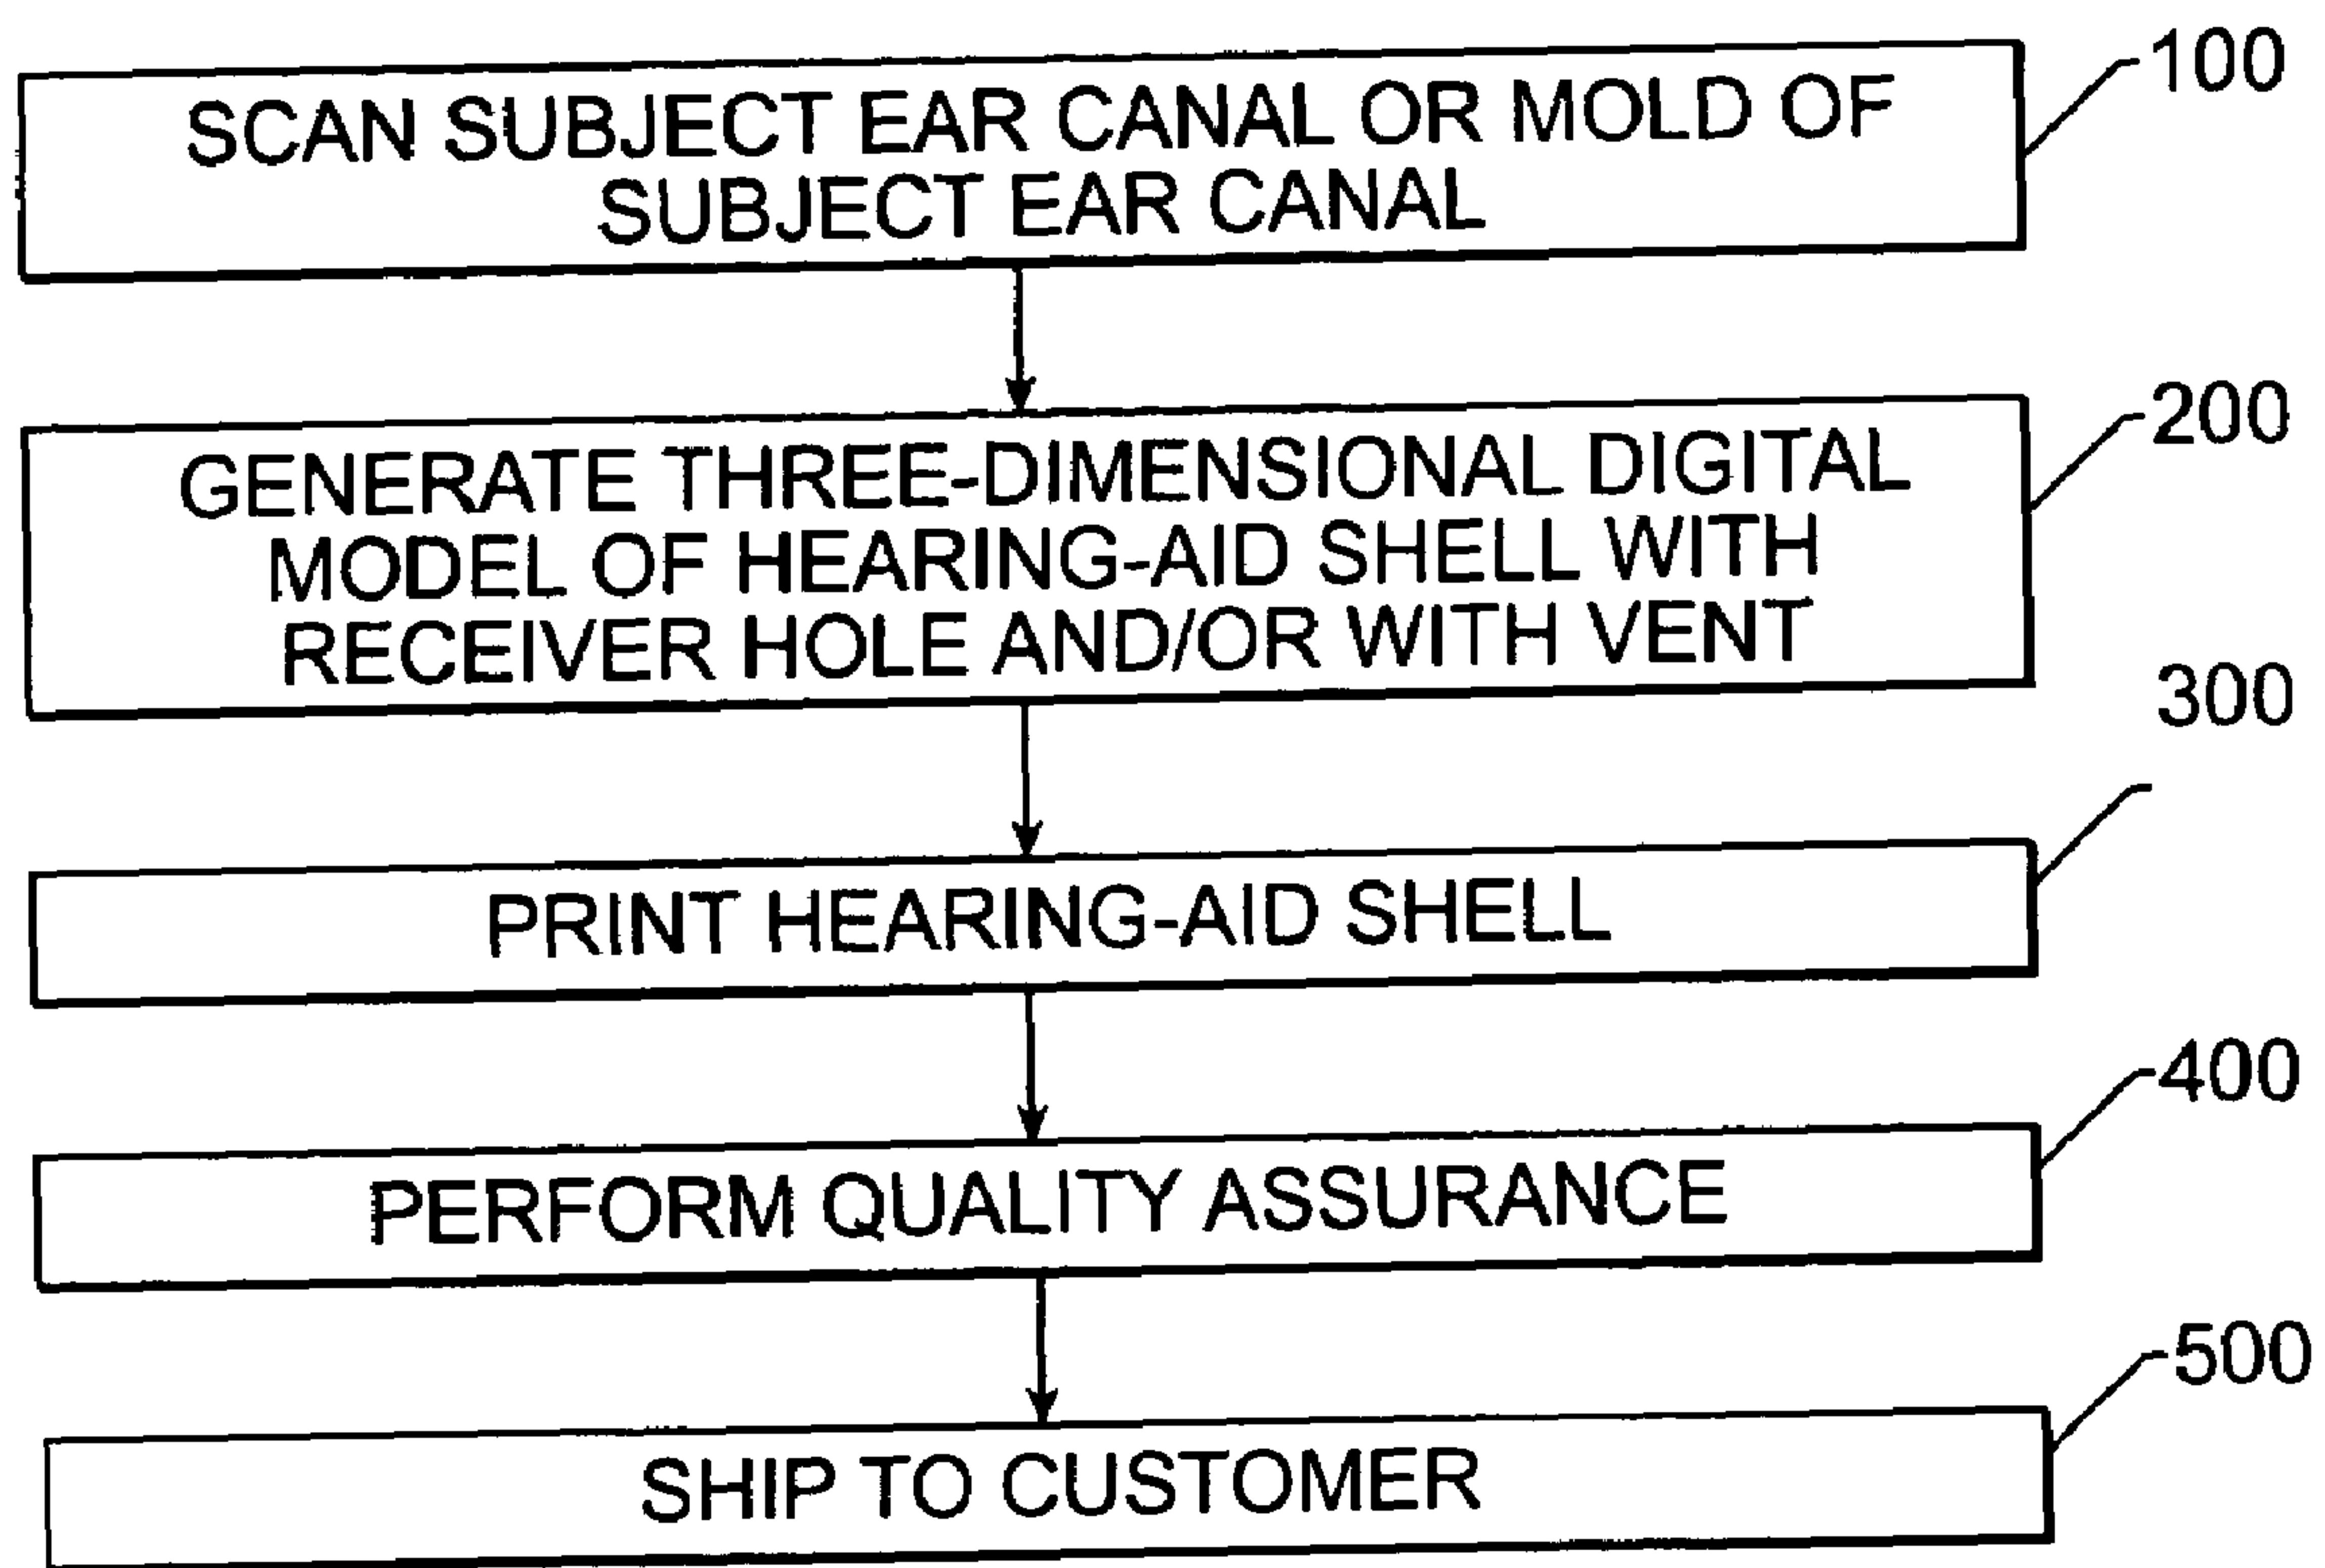 100
SCAN SUBJECT EAR CANAL OR MOLD OF
SUBJECT EAR CANAL
200
GENERATE THREE-DIMENSIONAL DIGITAL
MODEL OF HEARING-AID SHELL WITH
RECEIVER HOLE AND/OR WITH VENT
300
PRINT HEARING-AID SHELL
400
PERFORM QUALITY ASSURANCE
500
SHIP TO CUSTOMER